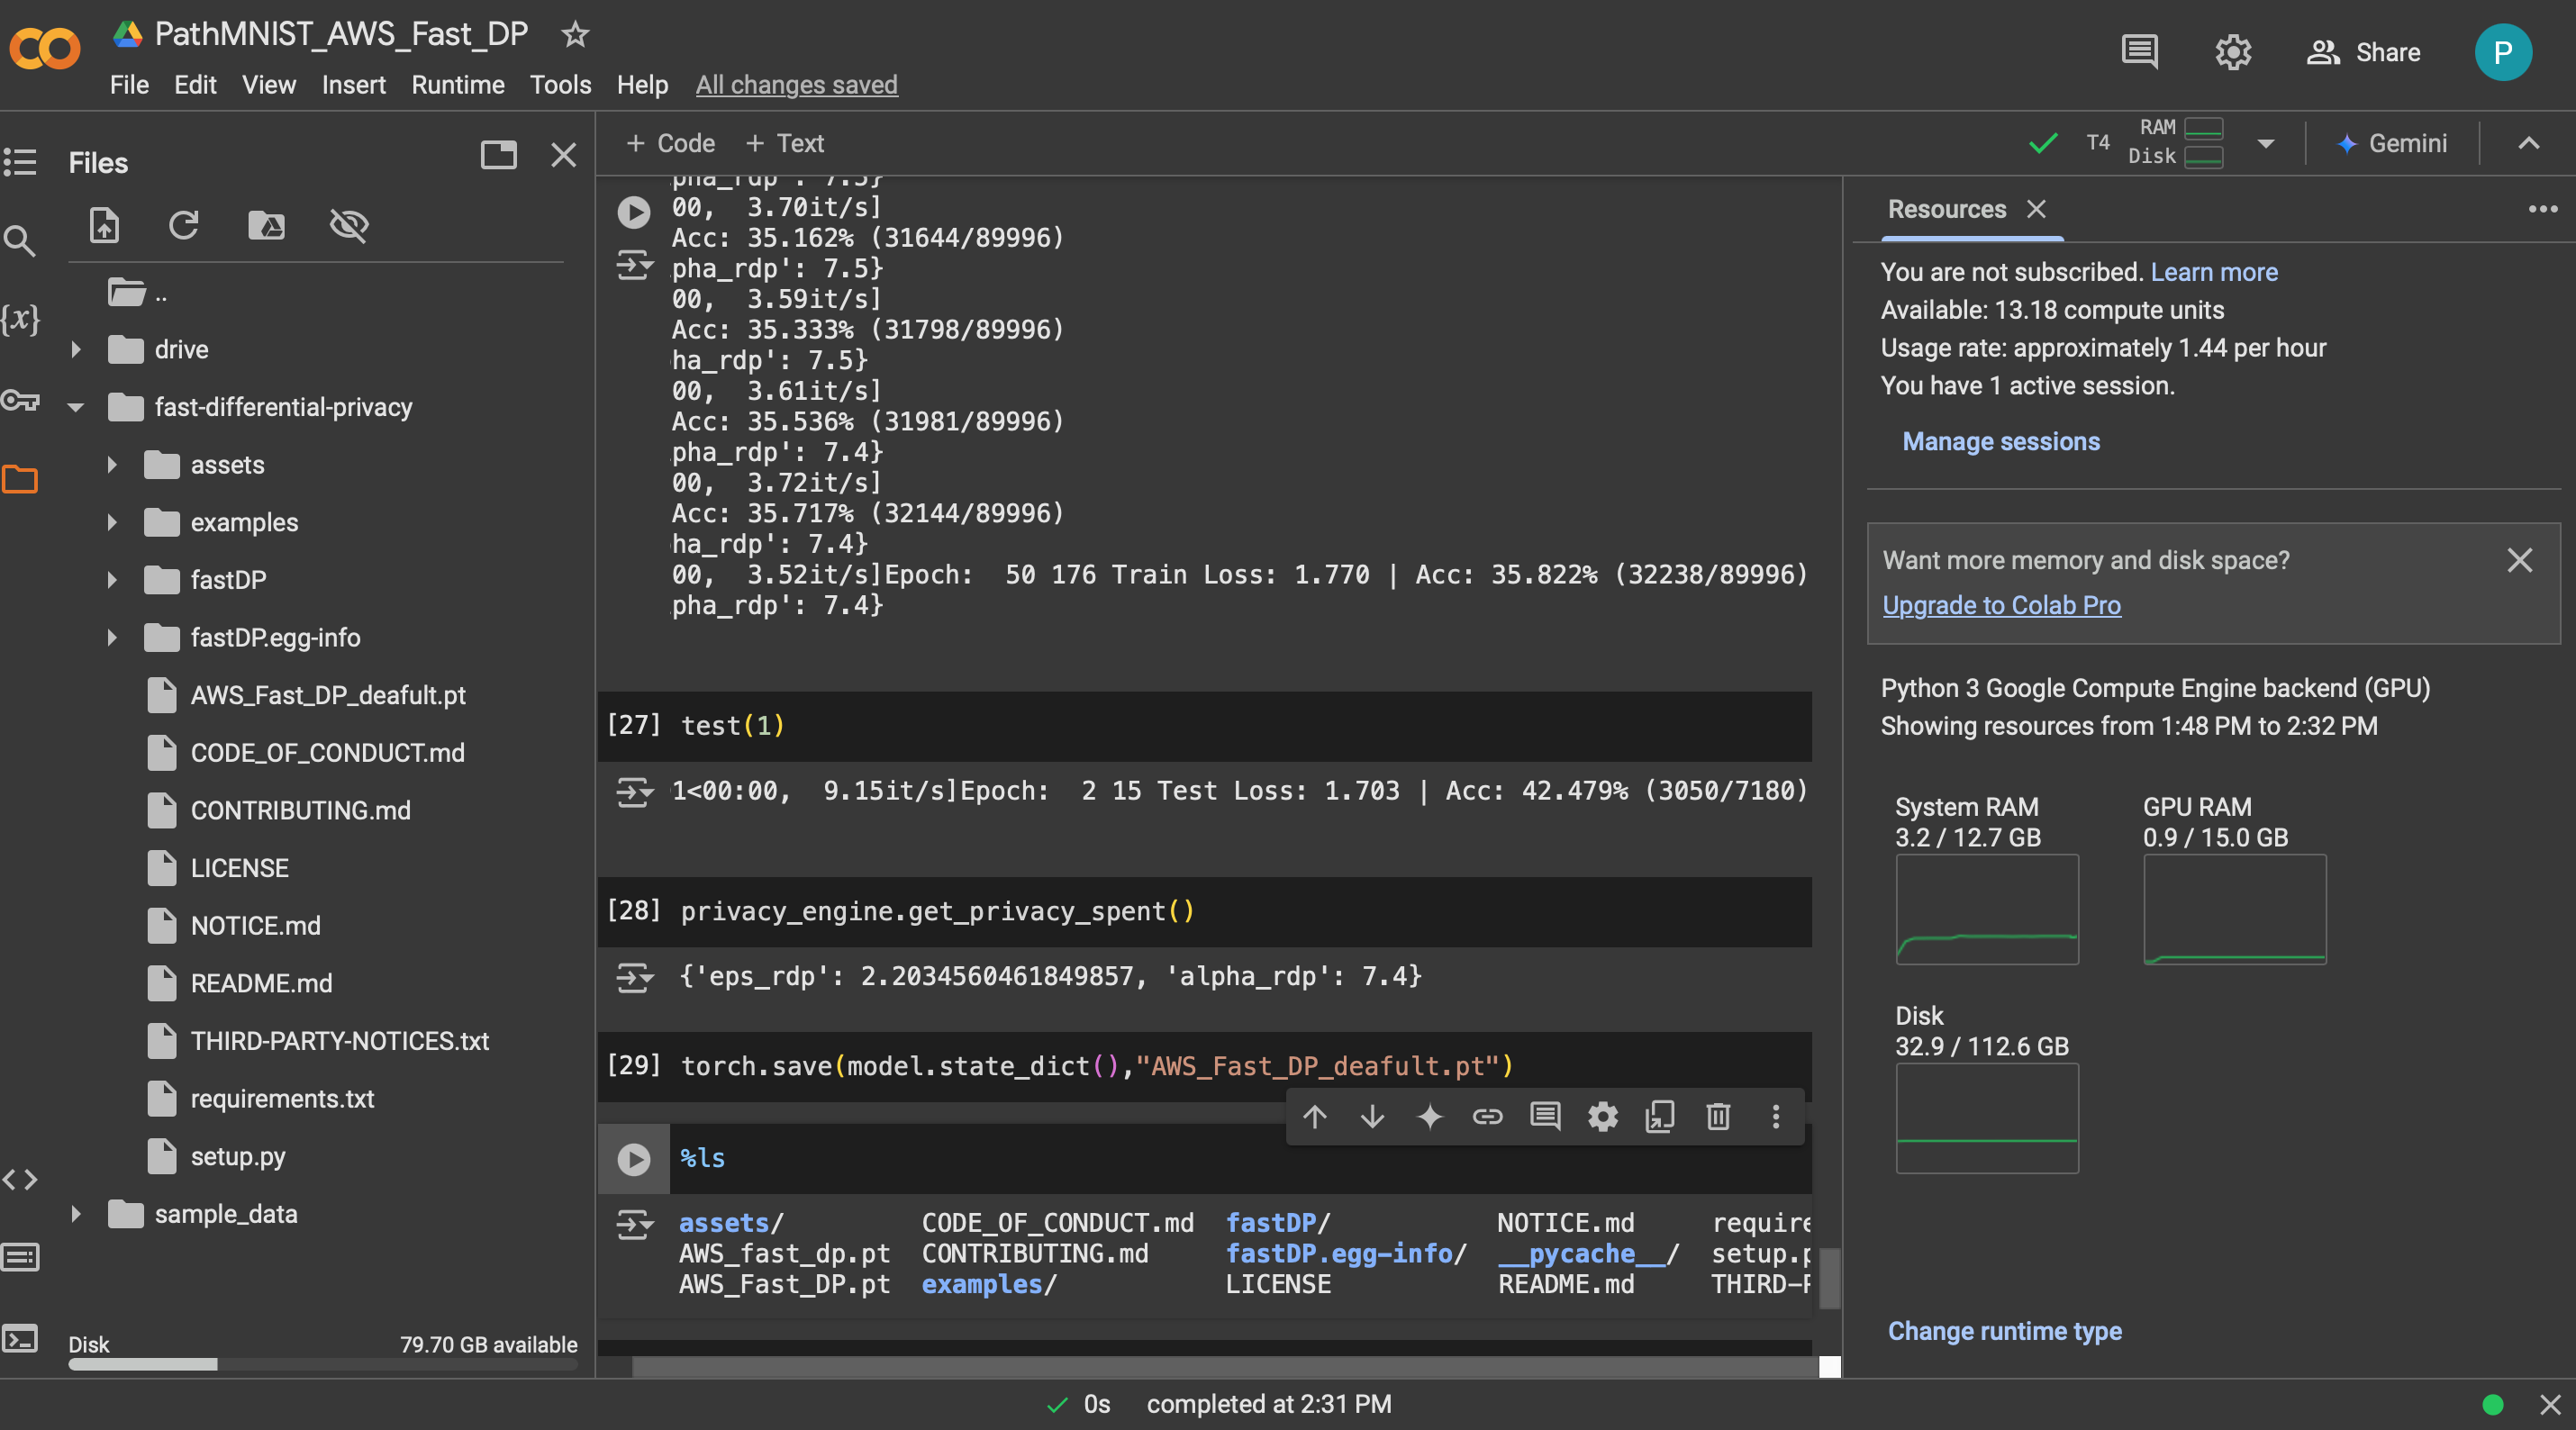 PathMNIST_AWS_Fast_DP
File Edit View Insert Runtime Tools Help All changes saved
Share
P
Files
..
drive
fast-differential-privacy
assets
examples
fastDP
fastDP.egg-info
AWS_Fast_DP_deafult.pt
CODE_OF_CONDUCT.md
CONTRIBUTING.md
LICENSE
NOTICE.md
README.md
THIRD-PARTY-NOTICES.txt
requirements.txt
setup.py
sample_data
Disk 79.70 GB available
+ Code + Text
T4 RAM
Disk
Gemini
pha_rdp': 7.5}
00, 3.70it/s]
Acc: 35.162% (31644/89996)
pha_rdp': 7.5}
00, 3.59it/s]
Acc: 35.333% (31798/89996)
ha_rdp': 7.5}
00, 3.61it/s]
Acc: 35.536% (31981/89996)
pha_rdp': 7.4}
00, 3.72it/s]
Acc: 35.717% (32144/89996)
ha_rdp': 7.4}
00, 3.52it/s]Epoch: 50 176 Train Loss: 1.770 | Acc: 35.822% (32238/89996)
pha_rdp': 7.4}
[27] test(1)
1<00:00, 9.15it/s]Epoch: 2 15 Test Loss: 1.703 | Acc: 42.479% (3050/7180)
[28] privacy_engine.get_privacy_spent()
{'eps_rdp': 2.2034560461849857, 'alpha_rdp': 7.4}
[29] torch.save(model.state_dict(),"AWS_Fast_DP_deafult.pt")
%ls
assets/ CODE_OF_CONDUCT.md fastDP/ NOTICE.md require
AWS_fast_dp.pt CONTRIBUTING.md fastDP.egg-info/ __pycache__/ setup.p
AWS_Fast_DP.pt examples/ LICENSE README.md THIRD-P
Resources
You are not subscribed. Learn more
Available: 13.18 compute units
Usage rate: approximately 1.44 per hour
You have 1 active session.
Manage sessions
Want more memory and disk space?
Upgrade to Colab Pro
Python 3 Google Compute Engine backend (GPU)
Showing resources from 1:48 PM to 2:32 PM
System RAM
3.2 / 12.7 GB
GPU RAM
0.9 / 15.0 GB
Disk
32.9 / 112.6 GB
Change runtime type
0s completed at 2:31 PM